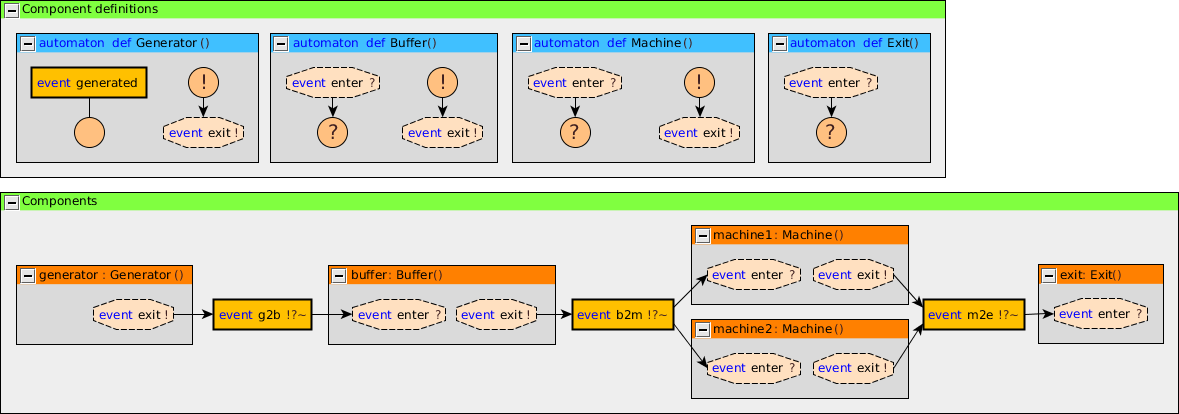 Component definitions
automaton def Generator () automaton def Buffer() automaton def Machine () automaton def Exit()
event generated ! event enter ? ! event enter ? ! event enter ?
event exit ! ? event exit ! ? event exit ! ?
Components
machine1 : Machine ()
generator : Generator () buffer: Buffer() event enter ? event exit ! exit: Exit()
event exit ! event g2b !?~ event enter ? event exit ! event b2m !?~ event m2e !?~ event enter ?
machine2 : Machine ()
event enter ? event exit !